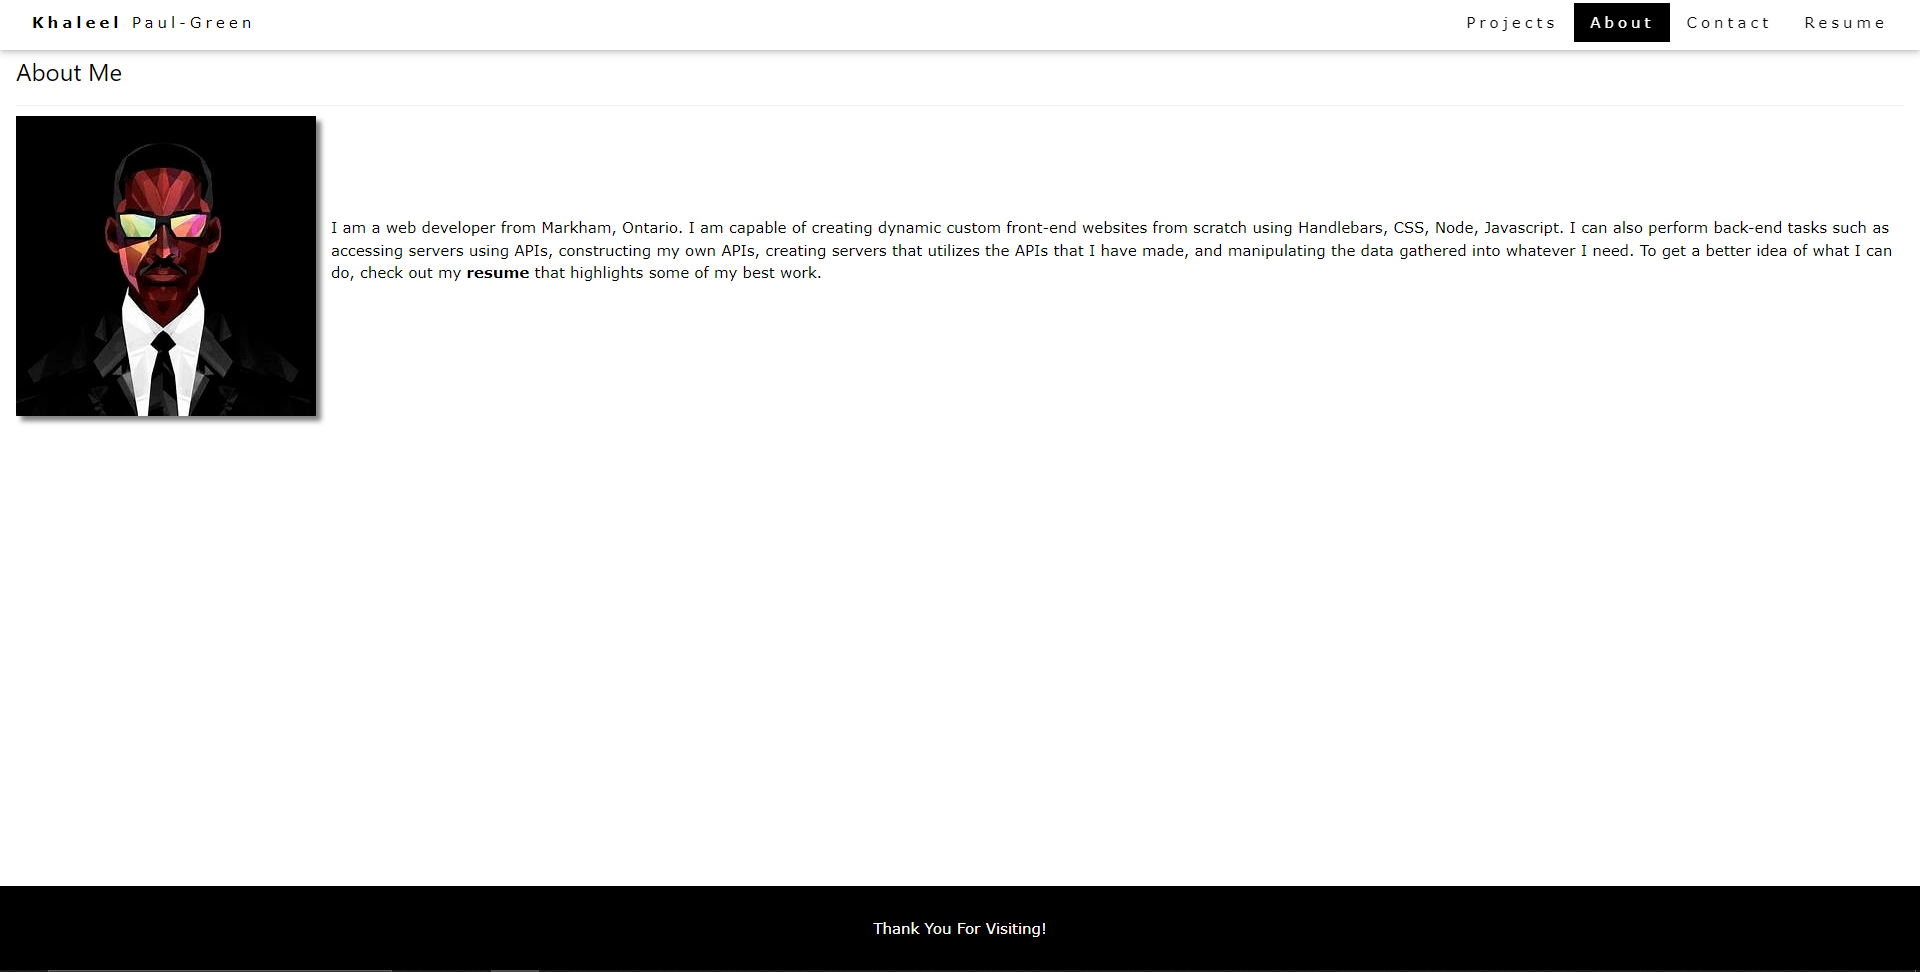 Khaleel Paul-Green
Projects About Contact Resume
About Me
I am a web developer from Markham, Ontario. I am capable of creating dynamic custom front-end websites from scratch using Handlebars, CSS, Node, Javascript. I can also perform back-end tasks such as
accessing servers using APIs, constructing my own APIs, creating servers that utilizes the APIs that I have made, and manipulating the data gathered into whatever I need. To get a better idea of what I can
do, check out my resume that highlights some of my best work.
Thank You For Visiting!